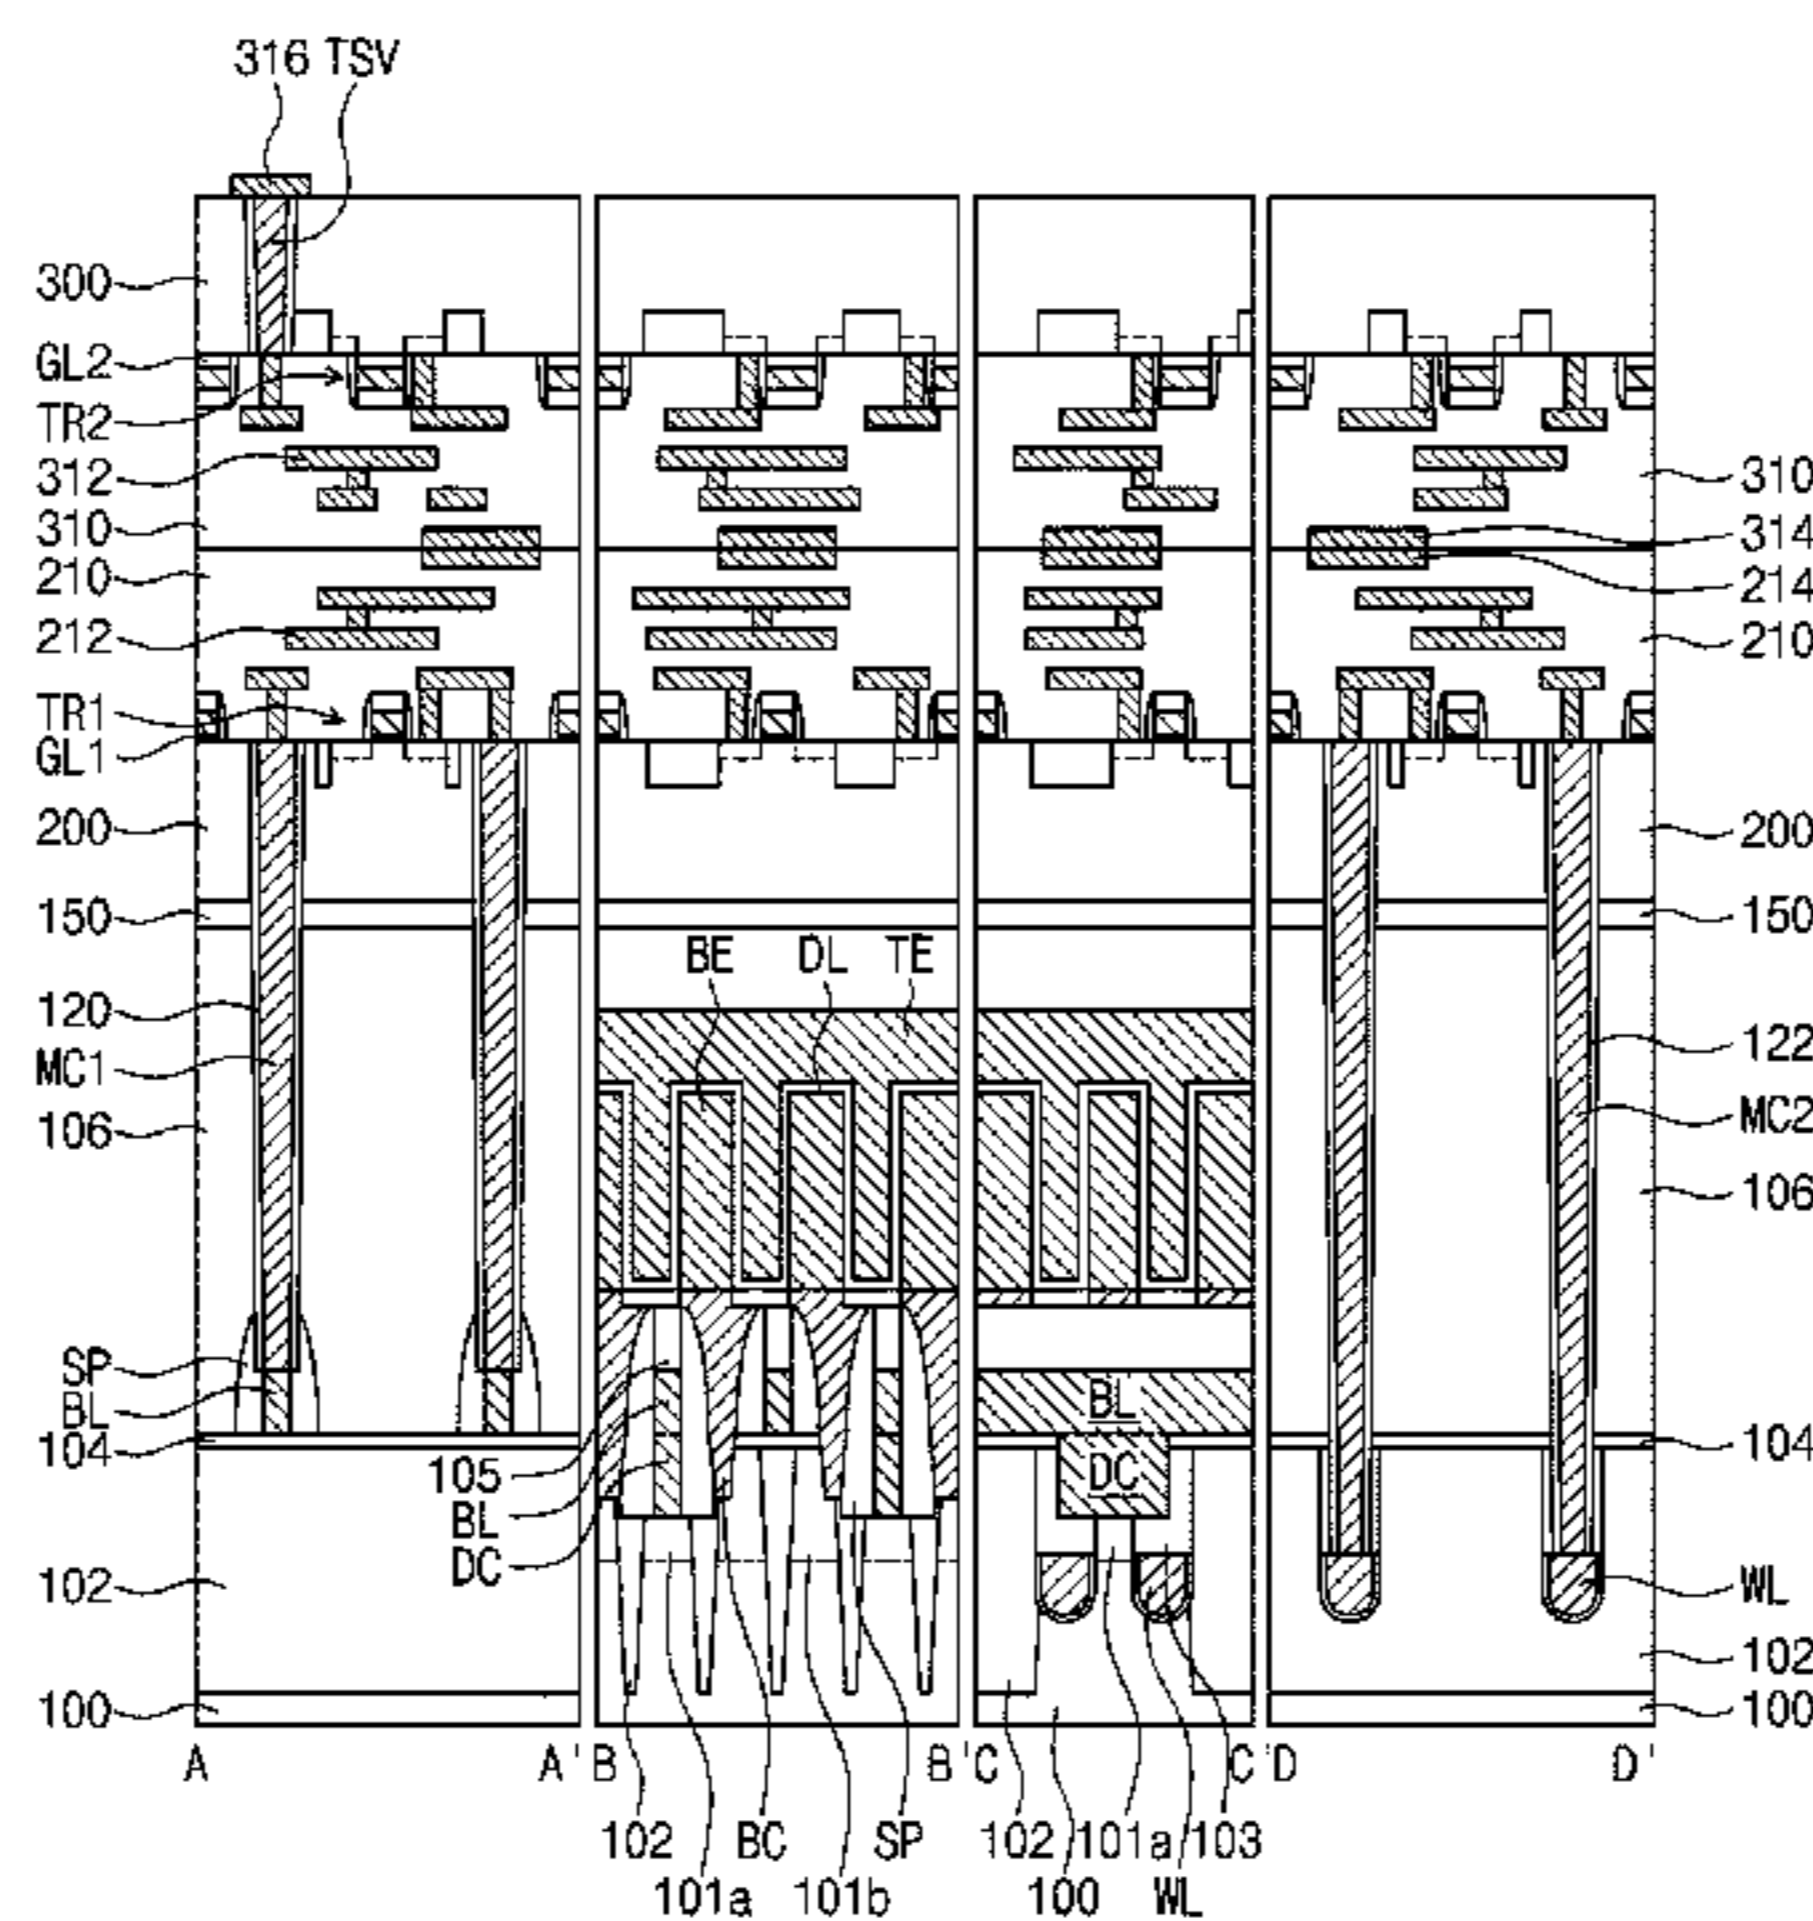 316 TSV
300
GL2
TR2
312
310
310
314
210
214
212
210
TR1
GL1
200
200
150
150
BE DL TE
120
122
MC1
MC2
106
106
SP
BL
BL
104
104
105
DC
BL
DC
102
WL
102
100
100
A A' B B' C C' D D'
102 BC SP 102 101a 103
101a 101b 100 WL